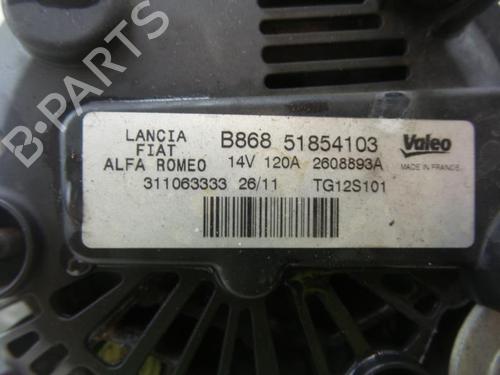 LANCIA
FIAT
ALFA ROMEO
B868 51854103
14V 120A 2608893A
Valeo
MADE IN FRANCE
311063333 26/11 TG12S101
B-PARTS